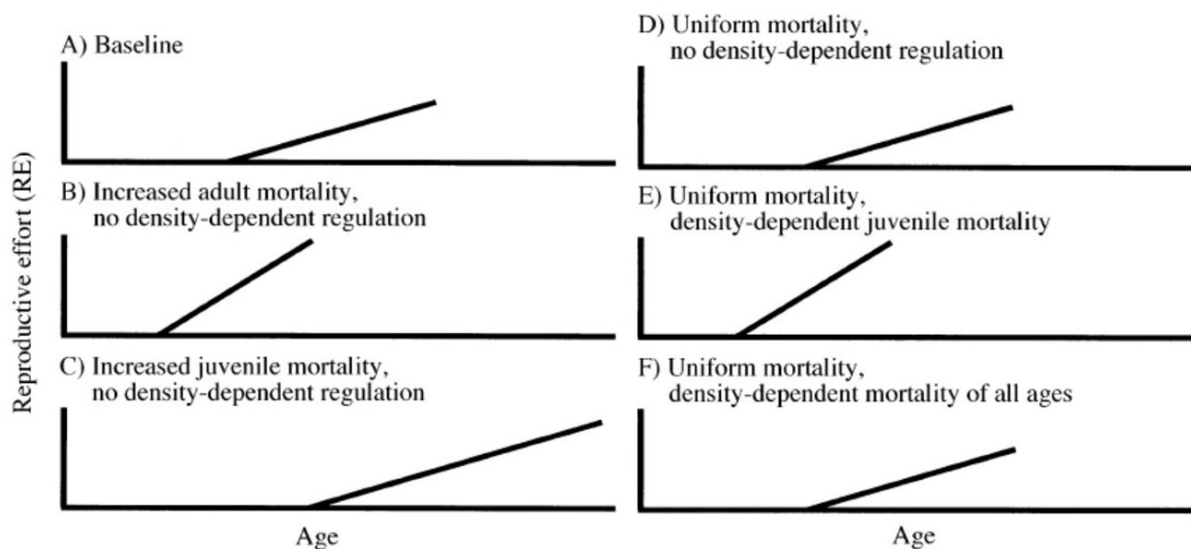 A) Baseline
B) Increased adult mortality,
no density-dependent regulation
C) Increased juvenile mortality,
no density-dependent regulation
D) Uniform mortality,
no density-dependent regulation
E) Uniform mortality,
density-dependent juvenile mortality
F) Uniform mortality,
density-dependent mortality of all ages
Reproductive effort (RE)
Age
Age